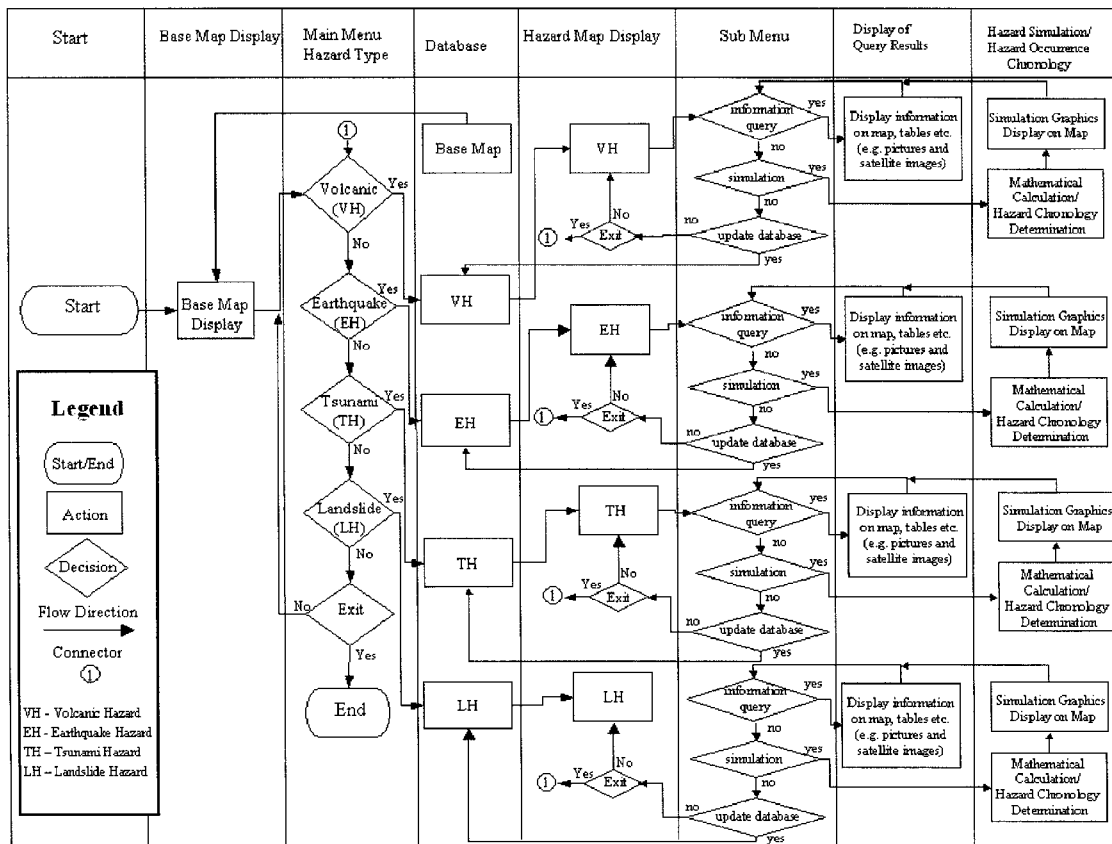 Start
Base Map Display
Main Menu
Hazard Type
Database
Hazard Map Display
Sub Menu
Display of
Query Results
Hazard Simulation/
Hazard Occurrence
Chronology
Start
Base Map
Display
1
Volcanic
(VH)
Yes
No
Earthquake
(EH)
Yes
No
Tsunami
(TH)
Yes
No
Landslide
(LH)
Yes
No
Exit
No
Yes
End
Base Map
VH
EH
TH
LH
VH
No
Exit
Yes
1
information
query
yes
no
simulation
yes
no
update database
no
yes
Display information
on map, tables etc.
(e.g. pictures and
satellite images)
Simulation Graphics
Display on Map
Mathematical
Calculation/
Hazard Chronology
Determination
EH
No
Exit
Yes
1
information
query
yes
no
simulation
yes
no
update database
no
yes
Display information
on map, tables etc.
(e.g. pictures and
satellite images)
Simulation Graphics
Display on Map
Mathematical
Calculation/
Hazard Chronology
Determination
TH
No
Exit
Yes
1
information
query
yes
no
simulation
yes
no
update database
no
yes
Display information
on map, tables etc.
(e.g. pictures and
satellite images)
Simulation Graphics
Display on Map
Mathematical
Calculation/
Hazard Chronology
Determination
LH
No
Exit
Yes
1
information
query
yes
no
simulation
yes
no
update database
no
yes
Display information
on map, tables etc.
(e.g. pictures and
satellite images)
Simulation Graphics
Display on Map
Mathematical
Calculation/
Hazard Chronology
Determination
Legend
Start/End
Action
Decision
Flow Direction
Connector
1
VH - Volcanic Hazard
EH - Earthquake Hazard
TH – Tsunami Hazard
LH – Landslide Hazard